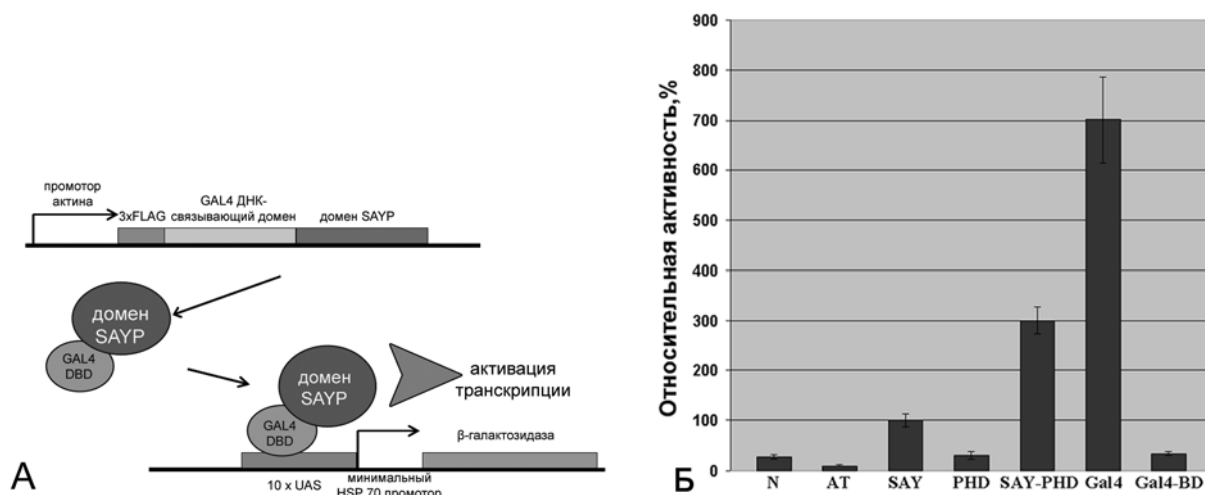 промотор
актина
3xFLAG
GAL4 ДНК-
связывающий домен
домен SAYP
домен
SAYP
GAL4
DBD
домен
SAYP
GAL4
DBD
активация
транскрипции
β-галактозидаза
10 x UAS
минимальный
HSP 70 промотор
А
Относительная активность,%
900
800
700
600
500
400
300
200
100
0
N AT SAY PHD SAY-PHD Gal4 Gal4-BD
Б